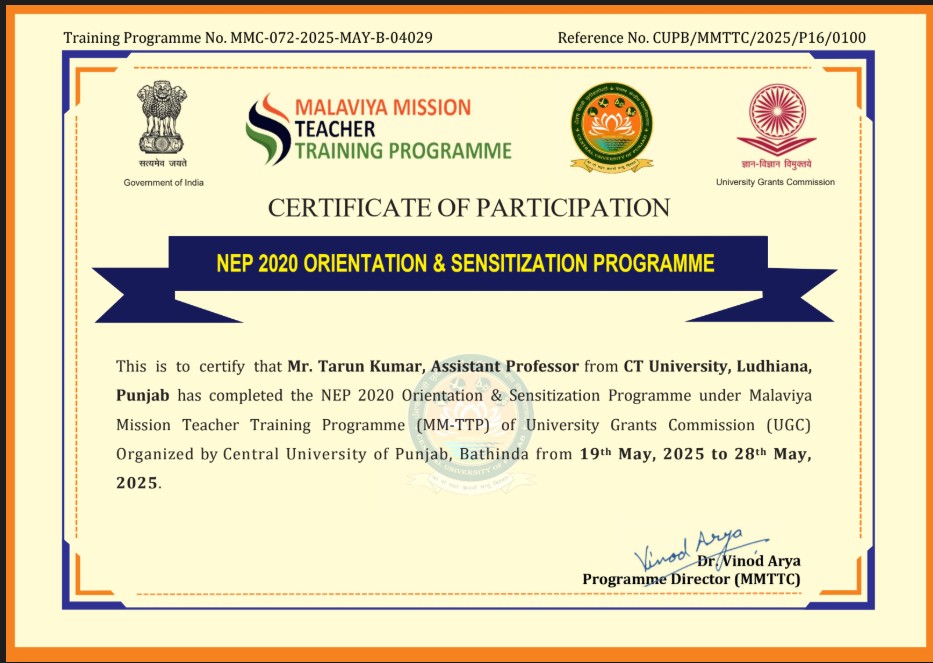 Training Programme No. MMC-072-2025-MAY-B-04029
Reference No. CUPB/MMTTC/2025/P16/0100
सत्यमेव जयते
Government of India
MALAVIYA MISSION
TEACHER
TRAINING PROGRAMME
CENTRAL UNIVERSITY OF PUNJAB
ज्ञान-विज्ञान विमुक्तये
University Grants Commission
CERTIFICATE OF PARTICIPATION
NEP 2020 ORIENTATION & SENSITIZATION PROGRAMME
This is to certify that Mr. Tarun Kumar, Assistant Professor from CT University, Ludhiana,
Punjab has completed the NEP 2020 Orientation & Sensitization Programme under Malaviya
Mission Teacher Training Programme (MM-TTP) of University Grants Commission (UGC)
Organized by Central University of Punjab, Bathinda from 19th May, 2025 to 28th May,
2025.
Vinod Arya
Dr. Vinod Arya
Programme Director (MMTTC)